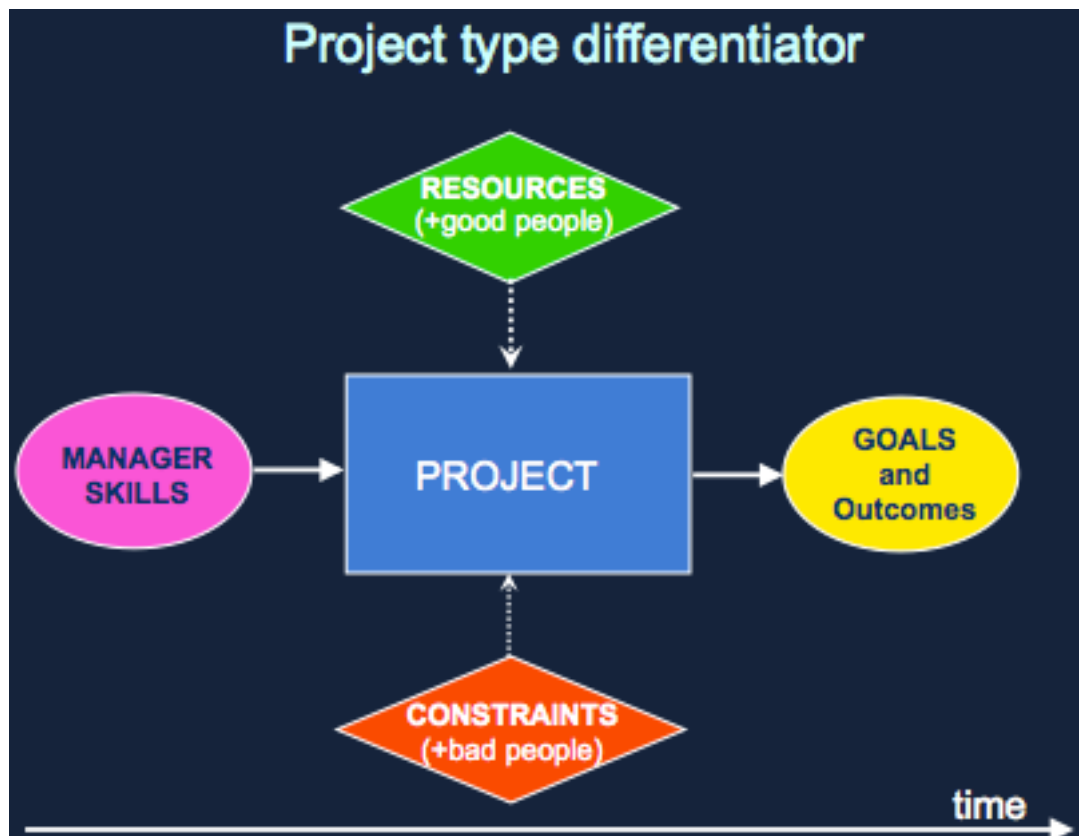 Project type differentiator
RESOURCES
(+good people)
MANAGER
SKILLS
PROJECT
GOALS
and
Outcomes
CONSTRAINTS
(+bad people)
time